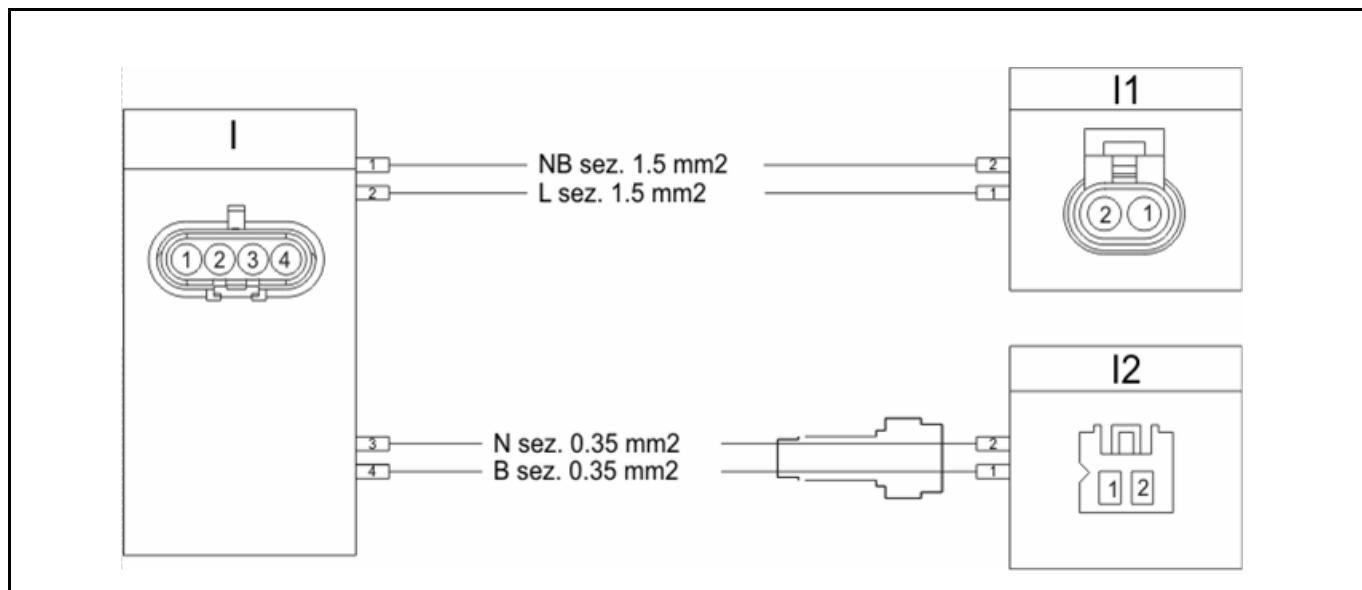 I
I1
1 NB sez. 1.5 mm2 2
2 L sez. 1.5 mm2 1
1 2 3 4
2 1
I2
3 N sez. 0.35 mm2 2
4 B sez. 0.35 mm2 1
1 2